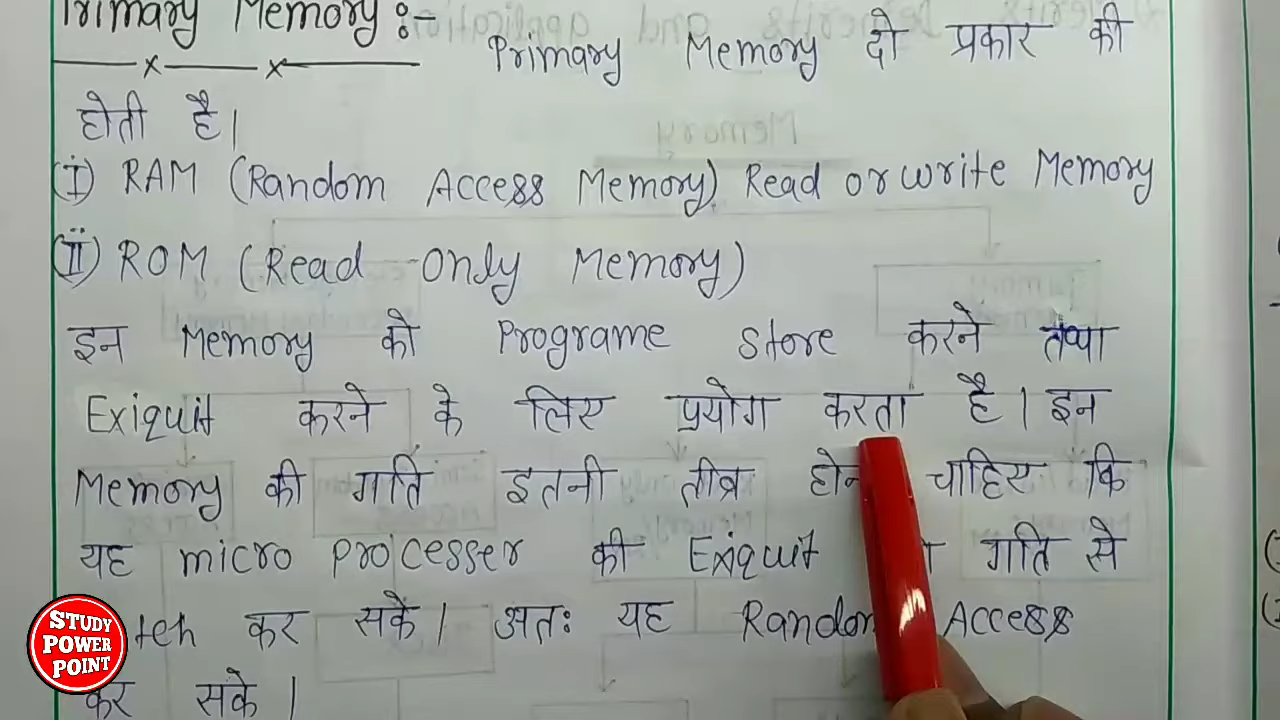 Primary Memory :- Primary Memory दो प्रकार की
होती है।
(i) RAM (Random Access Memory) Read or write Memory
(ii) ROM (Read Only Memory)
इन Memory को Programe store करने तथा
Exiquit करने के लिए प्रयोग करता है। इन
Memory की गति इतनी तीव्र चाहिए कि
यह micro processer की Exiquit गति से
कर सके। अतः यह Random Access
कर सके।
STUDY
POWER
POINT